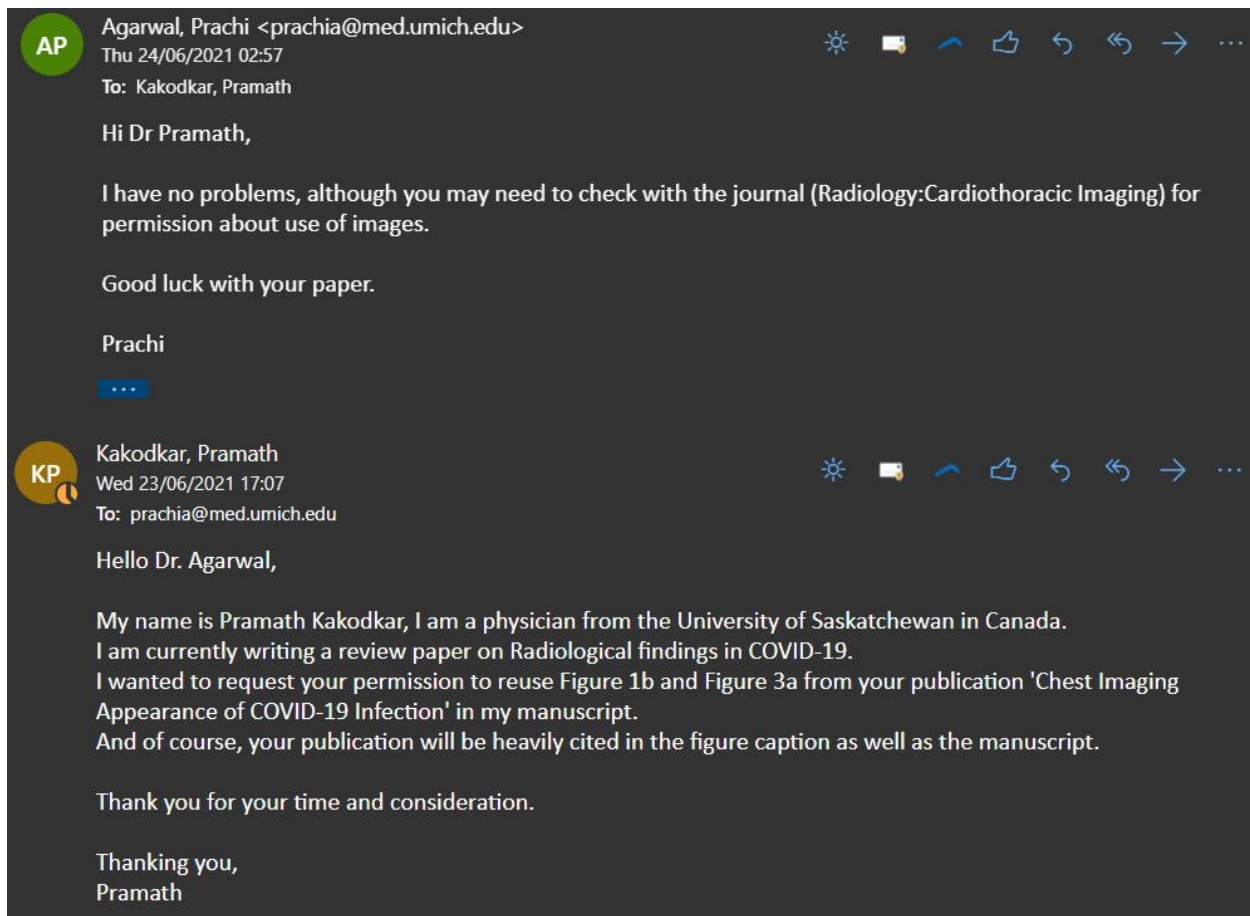 AP
Agarwal, Prachi <prachia@med.umich.edu>
Thu 24/06/2021 02:57
To: Kakodkar, Pramath
Hi Dr Pramath,
I have no problems, although you may need to check with the journal (Radiology:Cardiothoracic Imaging) for
permission about use of images.
Good luck with your paper.
Prachi
...
KP
Kakodkar, Pramath
Wed 23/06/2021 17:07
To: prachia@med.umich.edu
Hello Dr. Agarwal,
My name is Pramath Kakodkar, I am a physician from the University of Saskatchewan in Canada.
I am currently writing a review paper on Radiological findings in COVID-19.
I wanted to request your permission to reuse Figure 1b and Figure 3a from your publication 'Chest Imaging
Appearance of COVID-19 Infection' in my manuscript.
And of course, your publication will be heavily cited in the figure caption as well as the manuscript.
Thank you for your time and consideration.
Thanking you,
Pramath